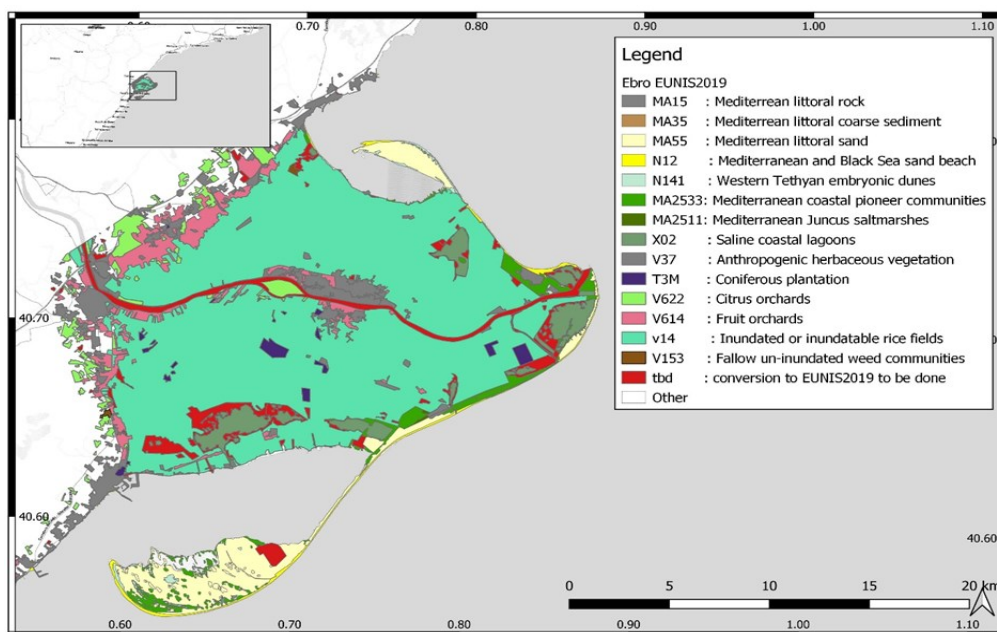 0.60 0.70 0.80 0.90 1.00 1.10
Legend
Ebro EUNIS2019
MA15 : Mediterrean littoral rock
MA35 : Mediterrean littoral coarse sediment
MA55 : Mediterrean littoral sand
N12 : Mediterranean and Black Sea sand beach
N141 : Western Tethyan embryonic dunes
MA2533: Mediterranean coastal pioneer communities
MA2511: Mediterranean Juncus saltmarshes
X02 : Saline coastal lagoons
V37 : Anthropogenic herbaceous vegetation
T3M : Coniferous plantation
V622 : Citrus orchards
V614 : Fruit orchards
v14 : Inundated or inundatable rice fields
V153 : Fallow un-inundated weed communities
tbd : conversion to EUNIS2019 to be done
Other
40.70
40.60
40.60
0 5 10 15 20 km
0.60 0.70 0.80 0.90 1.00 1.10